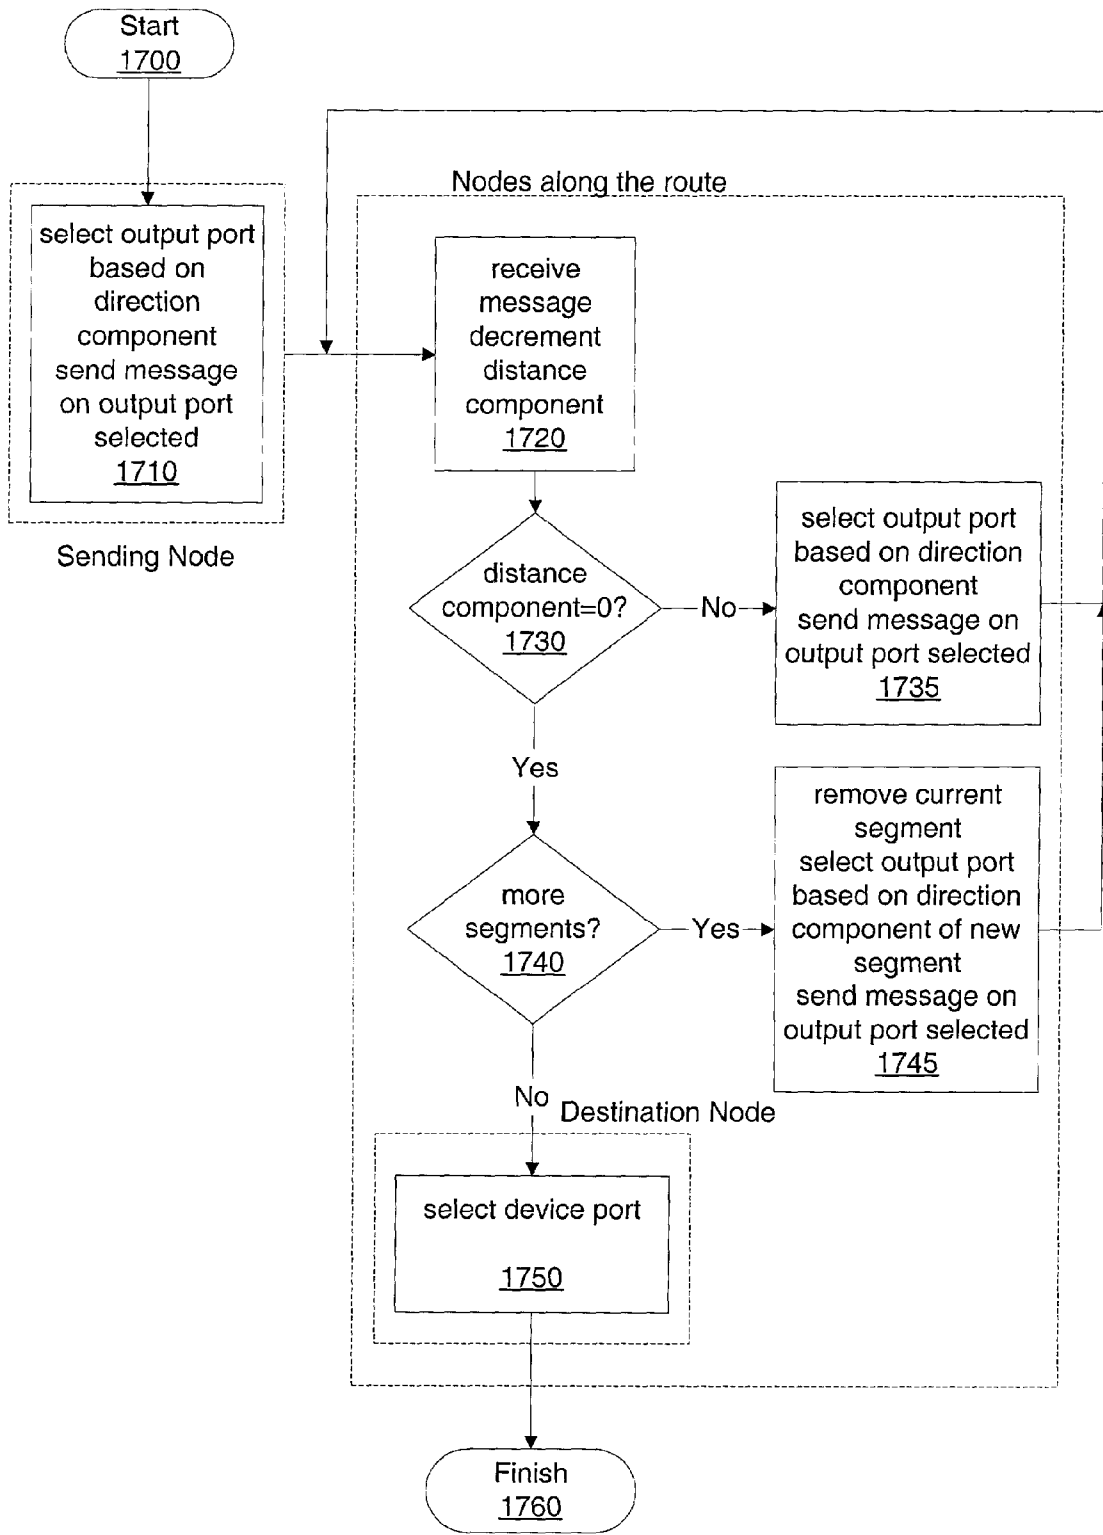 Start
1700
Nodes along the route
select output port
based on
direction
component
send message
on output port
selected
1710
Sending Node
receive
message
decrement
distance
component
1720
distance
component=0?
1730
No
select output port
based on direction
component
send message on
output port selected
1735
Yes
more
segments?
1740
Yes
remove current
segment
select output port
based on direction
component of new
segment
send message on
output port selected
1745
No
Destination Node
select device port
1750
Finish
1760